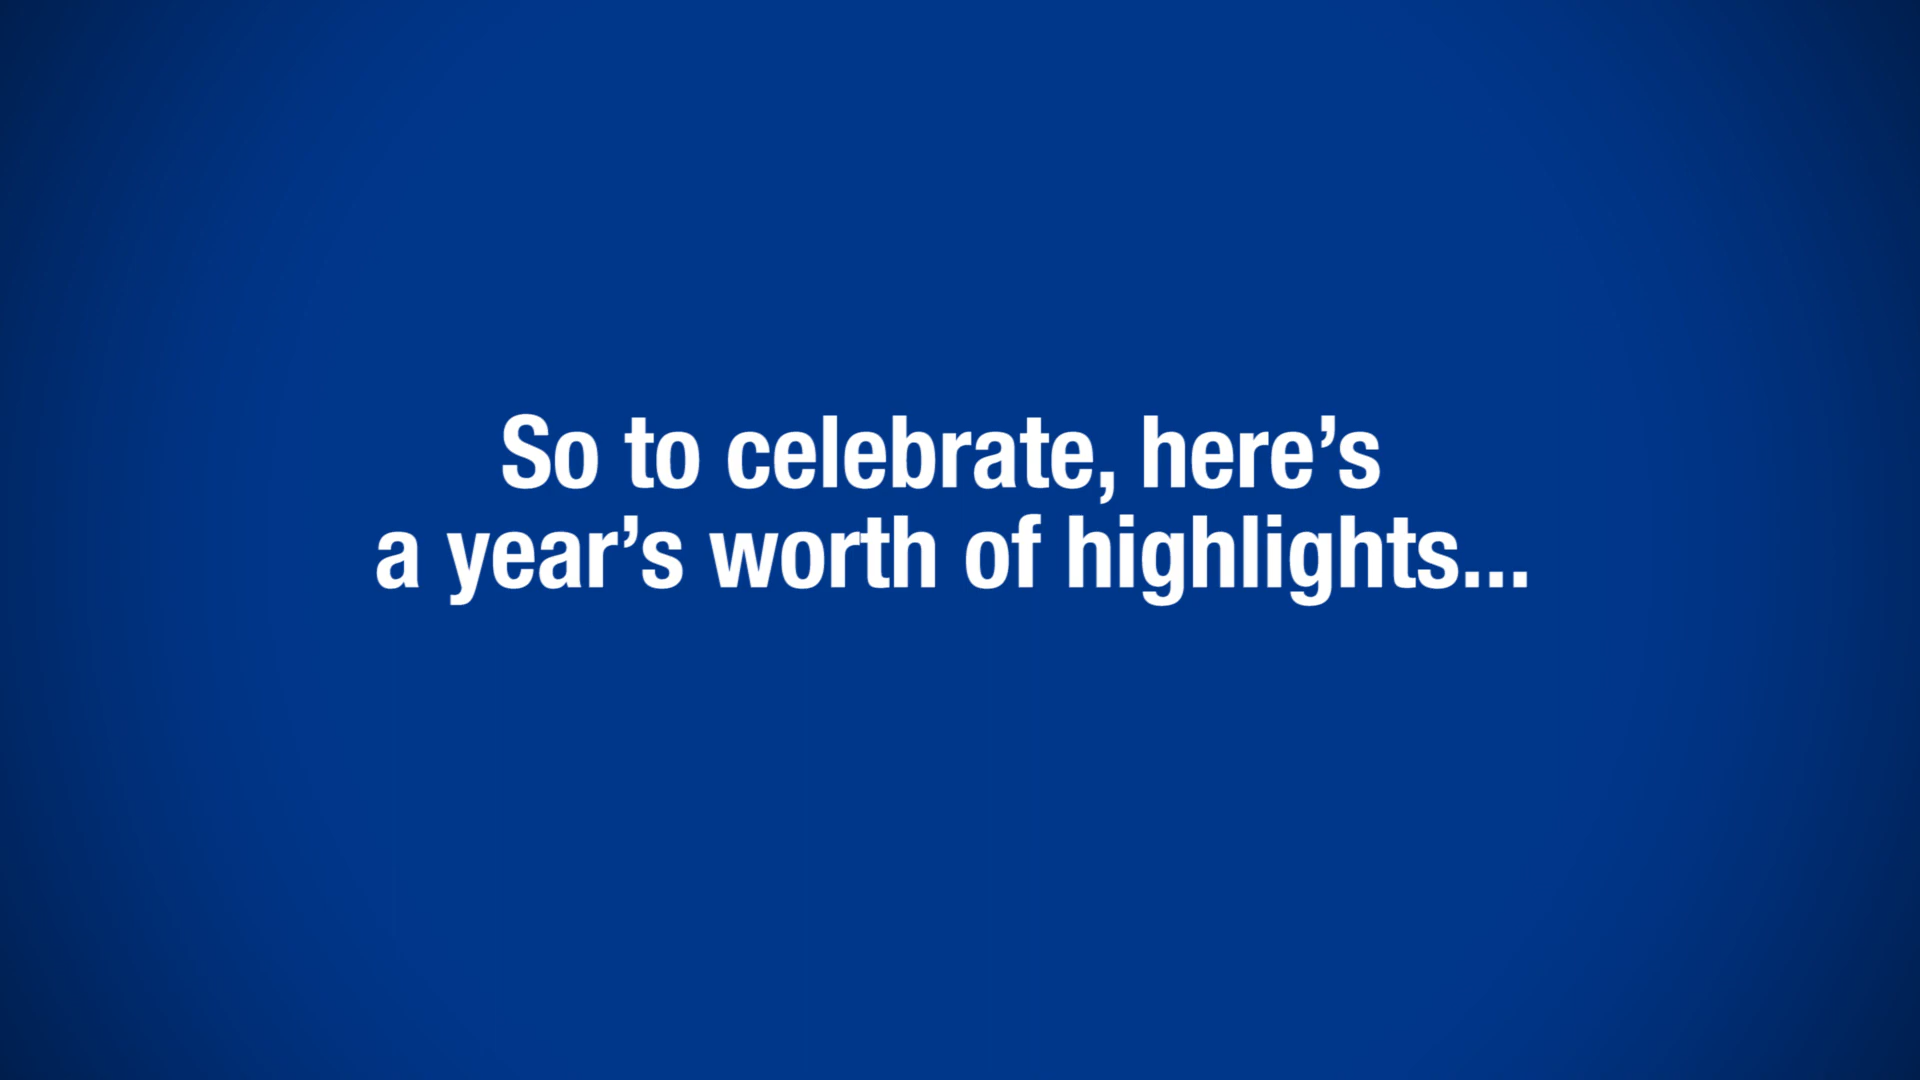 So to celebrate, here’s
a year’s worth of highlights...